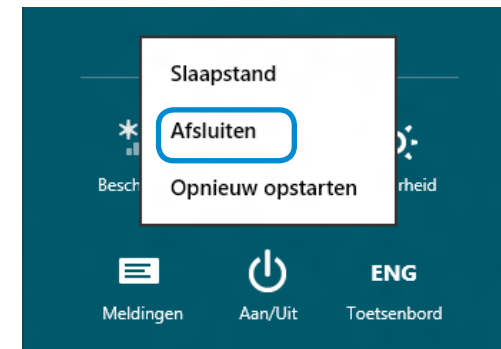 Slaapstand
Afsluiten
Opnieuw opstarten
Besch
rheid
ENG
Meldingen Aan/Uit Toetsenbord